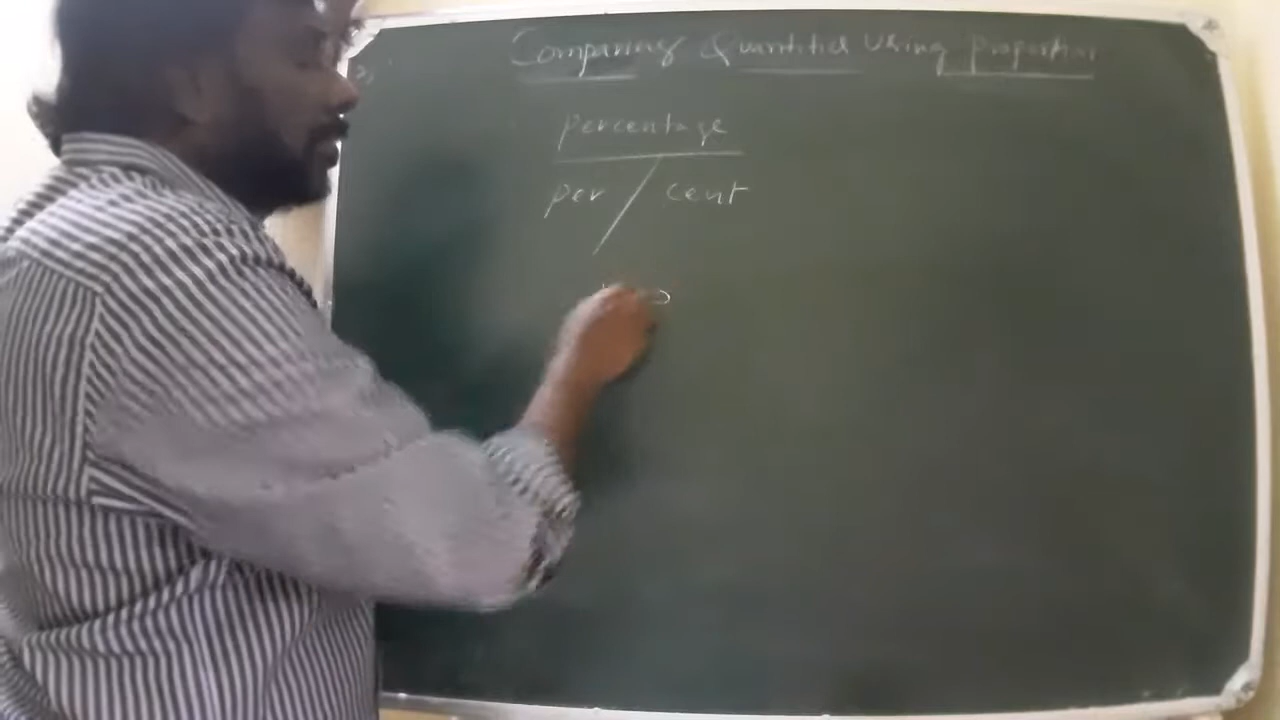 Comparing Quantities Using proportion
percentage
per / cent